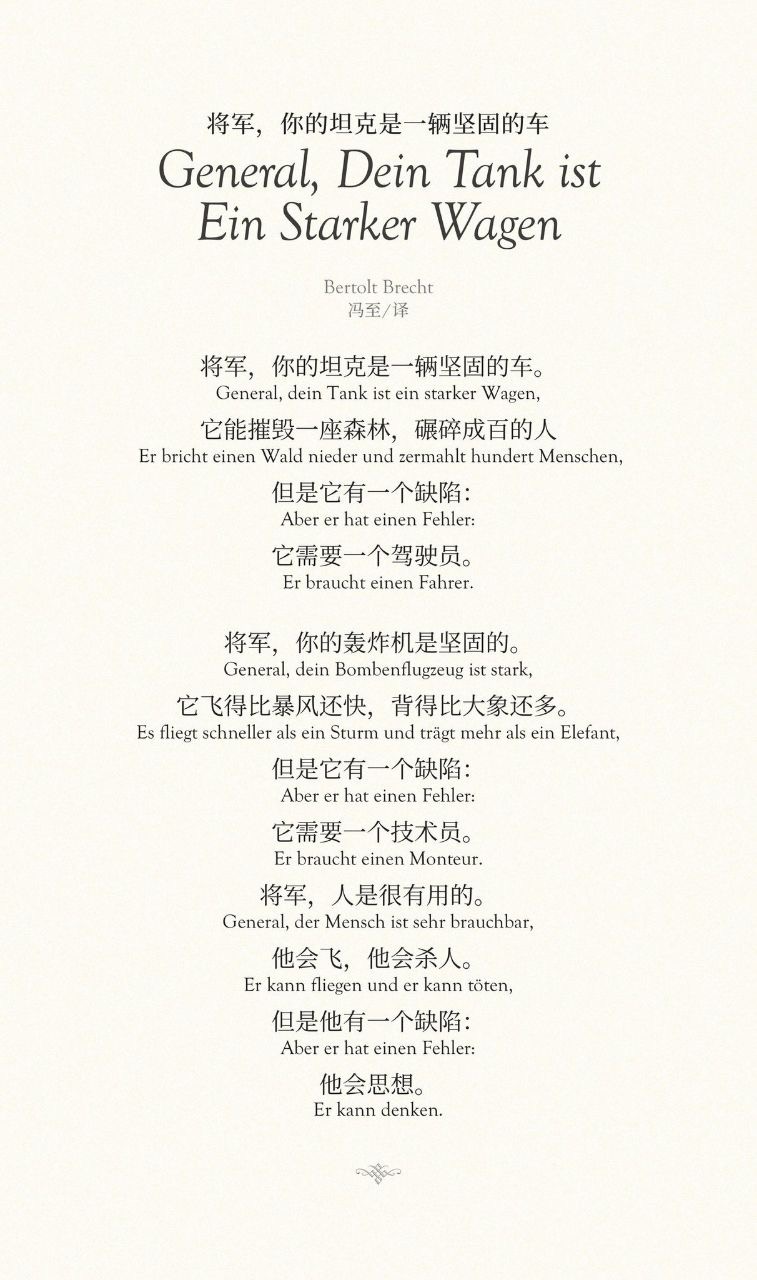 将军，你的坦克是一辆坚固的车
General, Dein Tank ist
Ein Starker Wagen
Bertolt Brecht
冯至/译
将军，你的坦克是一辆坚固的车。
General, dein Tank ist ein starker Wagen,
它能摧毁一座森林，碾碎成百的人
Er bricht einen Wald nieder und zermahlt hundert Menschen,
但是它有一个缺陷：
Aber er hat einen Fehler:
它需要一个驾驶员。
Er braucht einen Fahrer.
将军，你的轰炸机是坚固的。
General, dein Bombenflugzeug ist stark,
它飞得比暴风还快，背得比大象还多。
Es fliegt schneller als ein Sturm und trägt mehr als ein Elefant,
但是它有一个缺陷：
Aber er hat einen Fehler:
它需要一个技术员。
Er braucht einen Monteur.
将军，人是很有用的。
General, der Mensch ist sehr brauchbar,
他会飞，他会杀人。
Er kann fliegen und er kann töten,
但是他有一个缺陷：
Aber er hat einen Fehler:
他会思想。
Er kann denken.